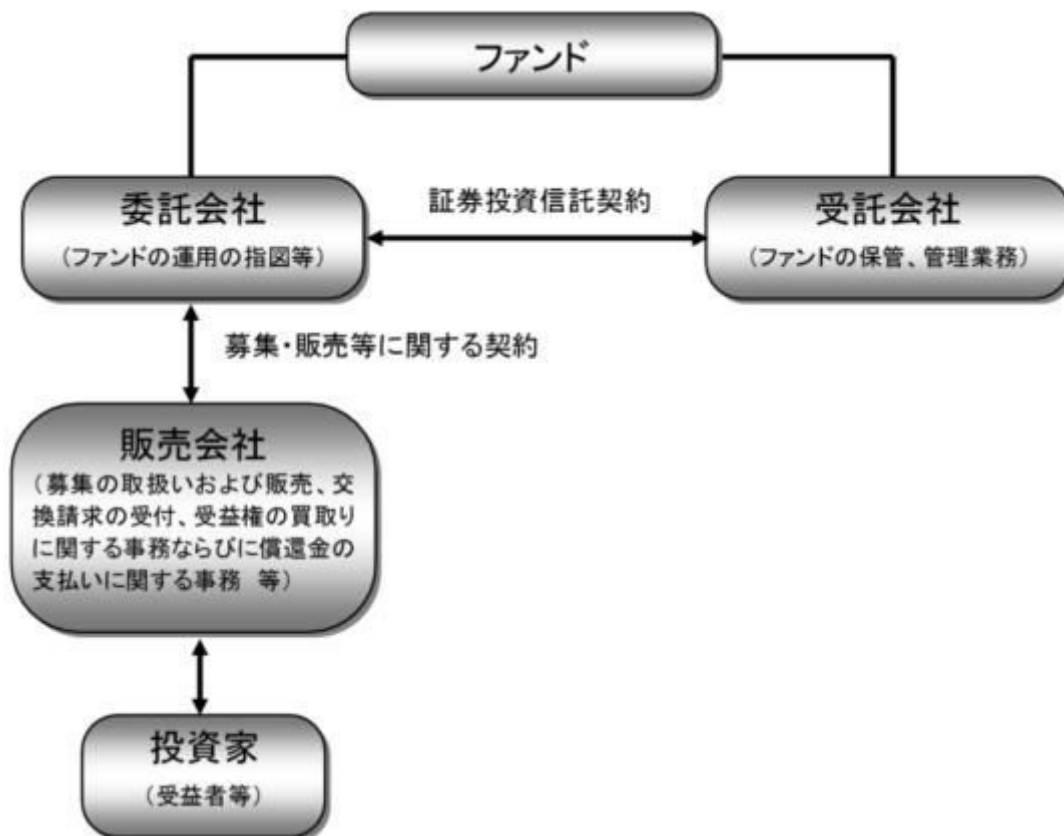 ファンド
委託会社
(ファンドの運用の指図等)
証券投資信託契約
受託会社
(ファンドの保管、管理業務)
募集・販売等に関する契約
販売会社
(募集の取扱いおよび販売、交
換請求の受付、受益権の買取り
に関する事務ならびに償還金の
支払いに関する事務 等)
投資家
(受益者等)